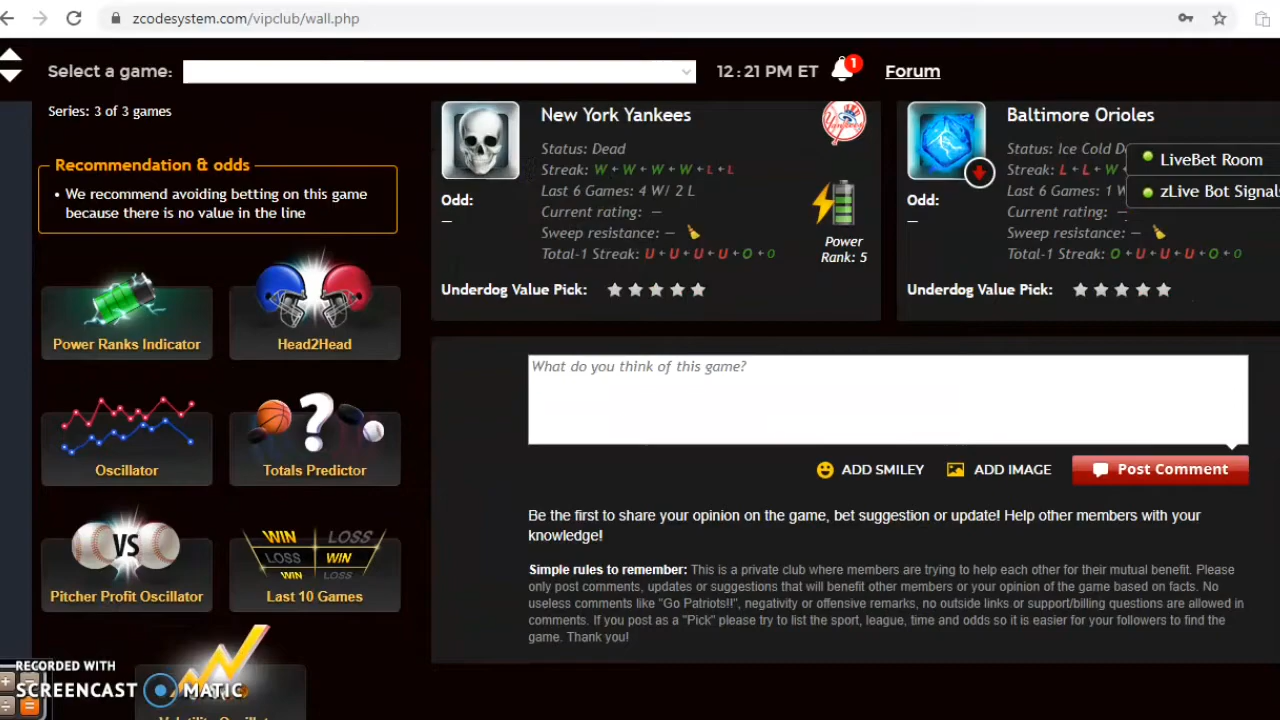 zcodesystem.com/vipclub/wall.php
Select a game:
12:21 PM ET
1
Forum
Series: 3 of 3 games
Recommendation & odds
• We recommend avoiding betting on this game
because there is no value in the line
Power Ranks Indicator
Head2Head
Oscillator
?
Totals Predictor
VS
Pitcher Profit Oscillator
WIN LOSS
LOSS WIN
WIN LOSS
Last 10 Games
New York Yankees
Status: Dead
Streak: W ← W ← W ← W ← L ← L
Last 6 Games: 4 W/ 2 L
Current rating: —
Sweep resistance: —
Total-1 Streak: U ← U ← U ← U ← O ← O
Odd:
—
Yankees
Power
Rank: 5
Underdog Value Pick:
Baltimore Orioles
Status: Ice Cold
Streak: L ← L ← W
Last 6 Games: 1 W
Current rating: —
Sweep resistance: —
Total-1 Streak: O ← U ← U ← U ← O ← O
Odd:
—
Underdog Value Pick:
LiveBet Room
zLive Bot Signals
What do you think of this game?
ADD SMILEY
ADD IMAGE
Post Comment
Be the first to share your opinion on the game, bet suggestion or update! Help other members with your
knowledge!
Simple rules to remember: This is a private club where members are trying to help each other for their mutual benefit. Please
only post comments, updates or suggestions that will benefit other members or your opinion of the game based on facts. No
useless comments like "Go Patriots!!", negativity or offensive remarks, no outside links or support/billing questions are allowed in
comments. If you post as a "Pick" please try to list the sport, league, time and odds so it is easier for your followers to find the
game. Thank you!
RECORDED WITH
SCREENCAST MATIC